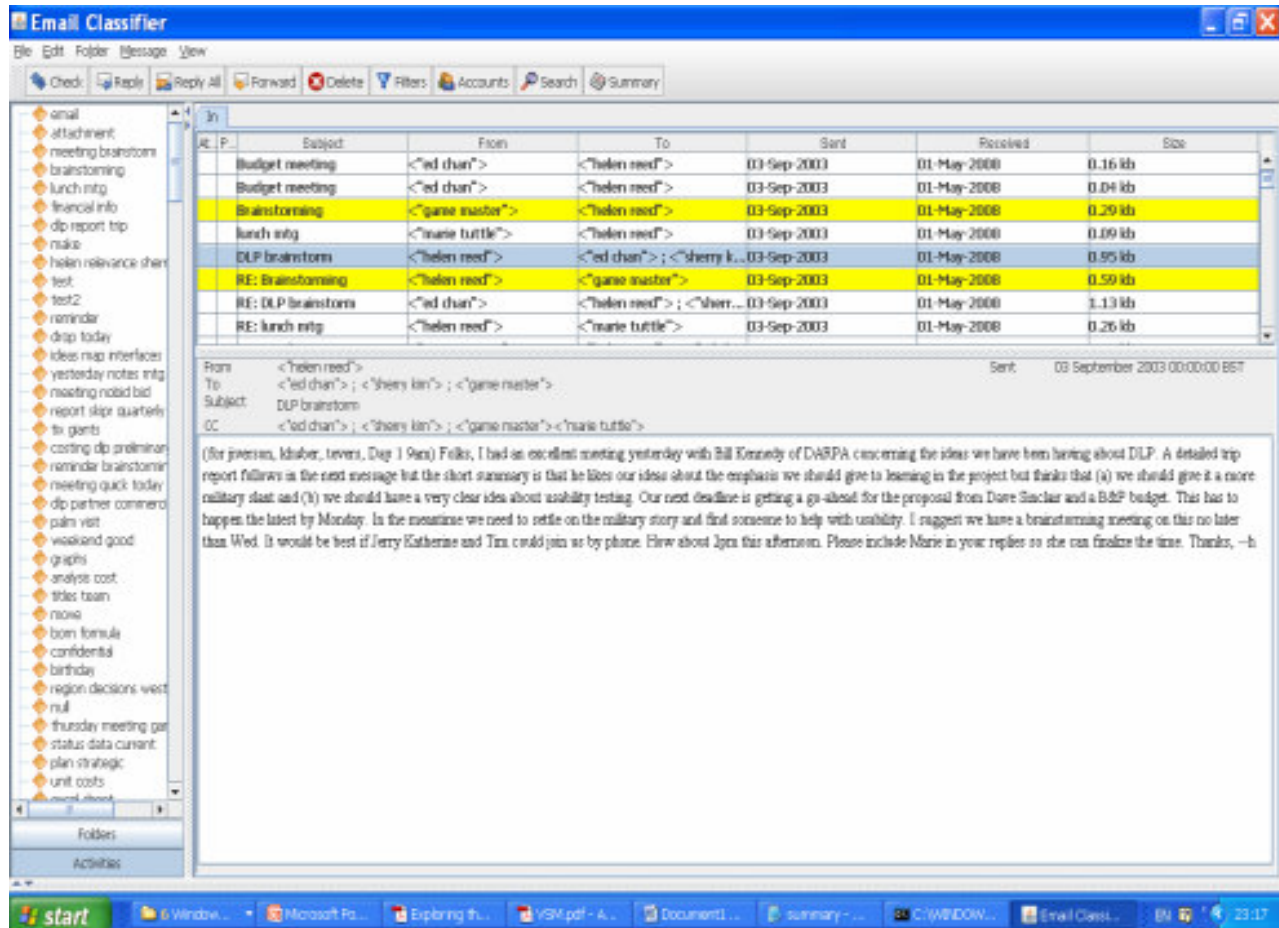 Email Classifier
File Edit Folder Message View
Check Reply Reply All Forward Delete Filters Accounts Search Summary
email
attachment
meeting brainstorm
brainstorming
lunch mtg
financial info
dlp report trip
make
helen relevance sherr
test
test2
reminder
drop today
ideas map interfaces
yesterday notes mtg
meeting nobid bid
report skipr quarterly
tix giants
costing dlp preliminar
reminder brainstormin
meeting quick today
dlp partner commerc
palm visit
weekend good
graphs
analysis cost
titles team
move
born formula
confidential
birthday
region decisions west
null
thursday meeting gar
status data current
plan strategic
unit costs
excel sheet
Folders
Activities
In
At. P... Subject From To Sent Received Size
Budget meeting <"ed chan"> <"helen reed"> 03-Sep-2003 01-May-2008 0.16 kb
Budget meeting <"ed chan"> <"helen reed"> 03-Sep-2003 01-May-2008 0.04 kb
Brainstorming <"game master"> <"helen reed"> 03-Sep-2003 01-May-2008 0.29 kb
lunch mtg <"marie tuttle"> <"helen reed"> 03-Sep-2003 01-May-2008 0.09 kb
DLP brainstorm <"helen reed"> <"ed chan"> ; <"sherry k... 03-Sep-2003 01-May-2008 0.95 kb
RE: Brainstorming <"helen reed"> <"game master"> 03-Sep-2003 01-May-2008 0.59 kb
RE: DLP brainstorm <"ed chan"> <"helen reed"> ; <"sherr... 03-Sep-2003 01-May-2008 1.13 kb
RE: lunch mtg <"helen reed"> <"marie tuttle"> 03-Sep-2003 01-May-2008 0.26 kb
From <"helen reed"> Sent 03 September 2003 00:00:00 BST
To <"ed chan"> ; <"sherry kim"> ; <"game master">
Subject DLP brainstorm
CC <"ed chan"> ; <"sherry kim"> ; <"game master"><"marie tuttle">
(for jiverson, khuber, tevers, Day 1 9am) Folks, I had an excellent meeting yesterday with Bill Kennedy of DARPA concerning the ideas we have been having about DLP. A detailed trip
report follows in the next message but the short summary is that he likes our ideas about the emphasis we should give to learning in the project but thinks that (a) we should give it a more
military slant and (b) we should have a very clear idea about usability testing. Our next deadline is getting a go-ahead for the proposal from Dave Sinclair and a B&P budget. This has to
happen the latest by Monday. In the meantime we need to settle on the military story and find someone to help with usability. I suggest we have a brainstorming meeting on this no later
than Wed. It would be best if Jerry Katherine and Tim could join us by phone. How about 2pm this afternoon. Please include Marie in your replies so she can finalize the time. Thanks, --h
start 6 Window... Microsoft Po... Exploring th... VSM.pdf - A... Document1 ... summary - ... C:\WINDOW... Email Classi... EN 23:17